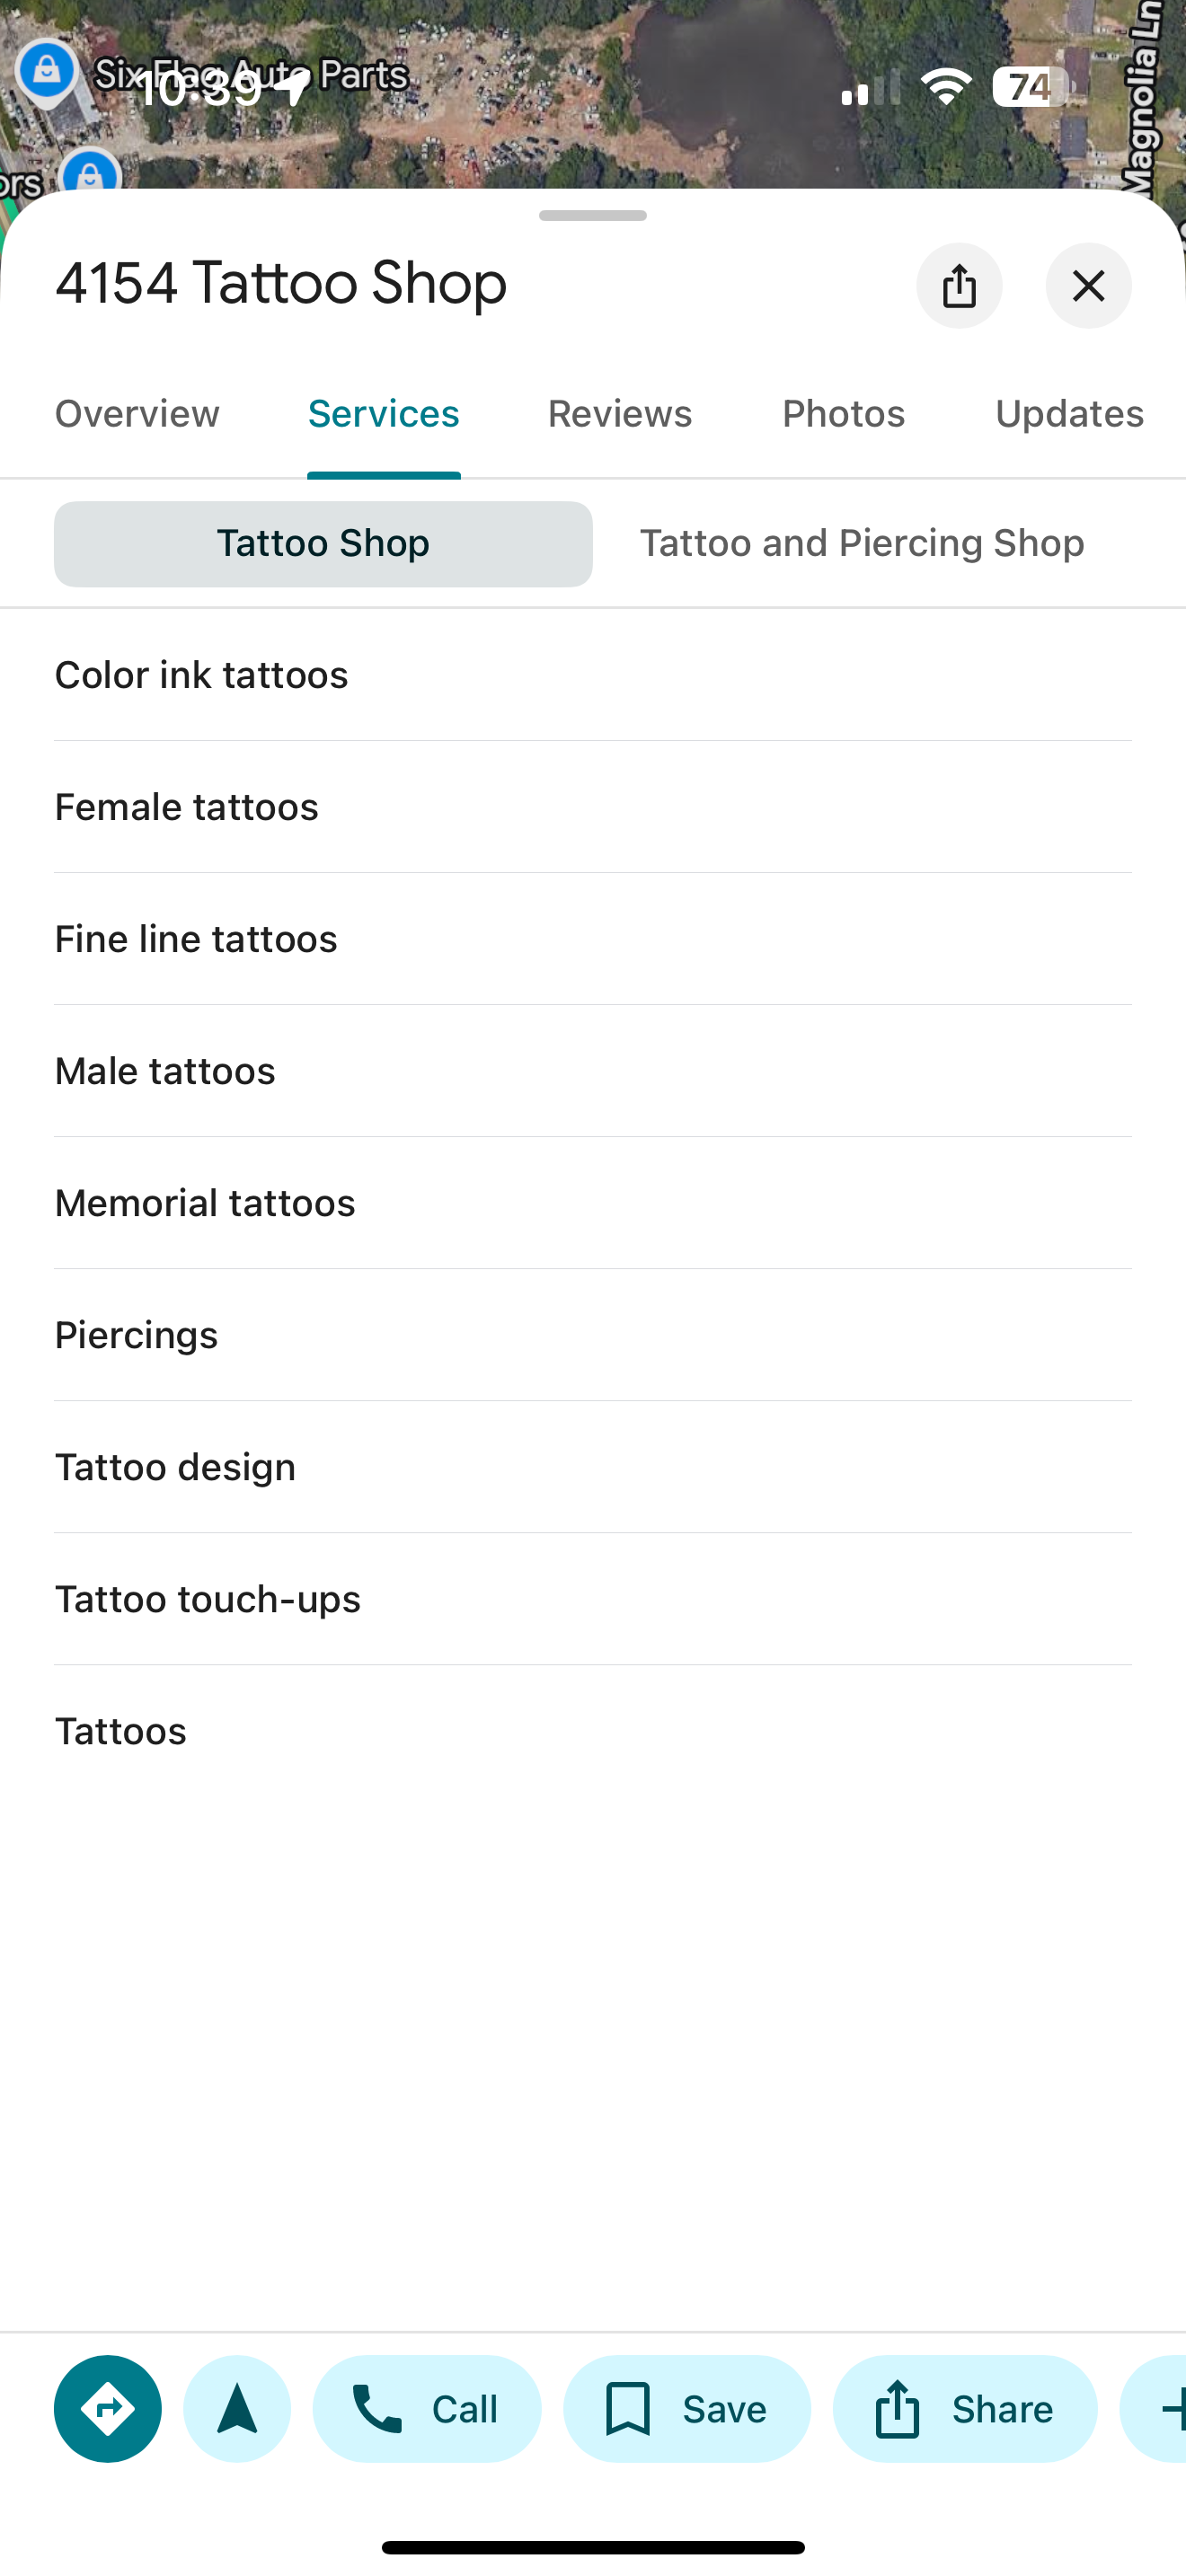 Six Flag Auto Parts
10:39
74
Magnolia Ln
ors
4154 Tattoo Shop
Overview Services Reviews Photos Updates
Tattoo Shop Tattoo and Piercing Shop
Color ink tattoos
Female tattoos
Fine line tattoos
Male tattoos
Memorial tattoos
Piercings
Tattoo design
Tattoo touch-ups
Tattoos
Call Save Share